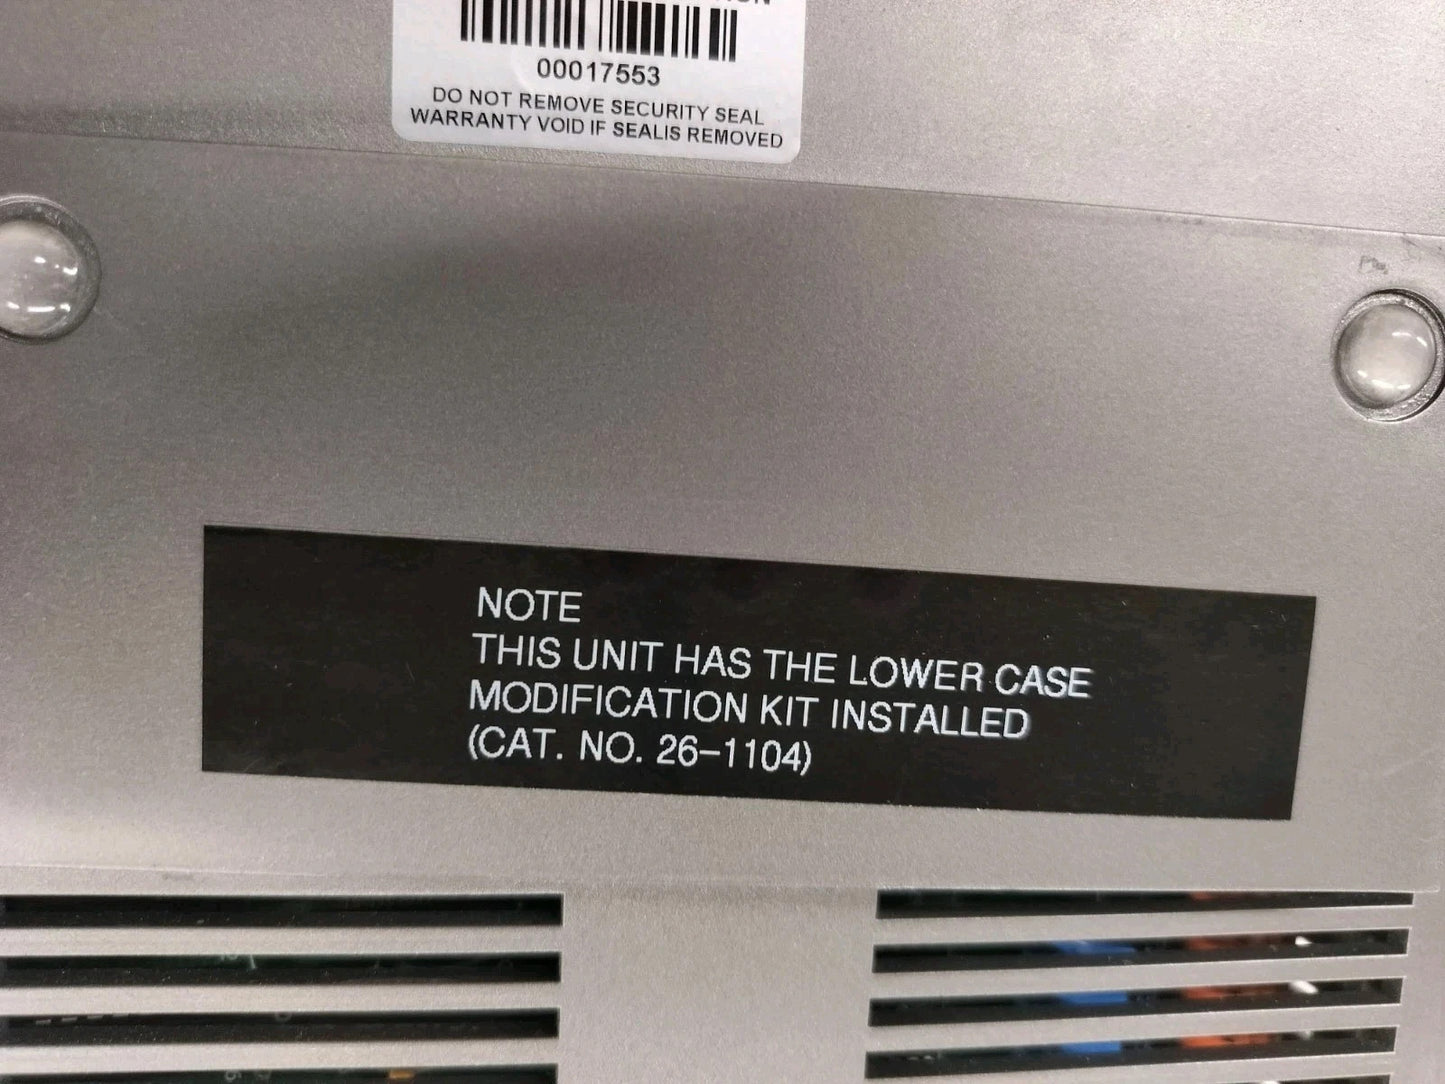 00017553
DO NOT REMOVE SECURITY SEAL
WARRANTY VOID IF SEALIS REMOVED
NOTE
THIS UNIT HAS THE LOWER CASE
MODIFICATION KIT INSTALLED
(CAT. NO. 26-1104)